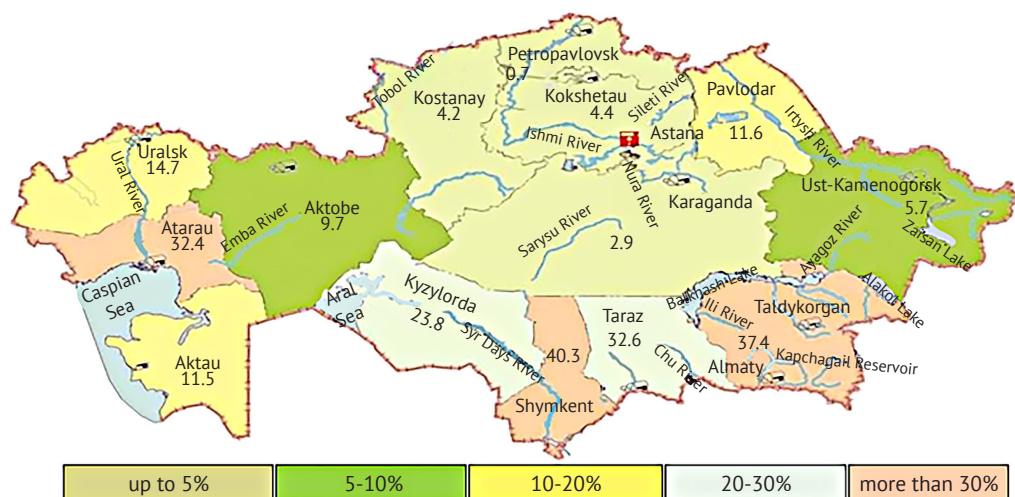 Petropavlovsk
0.7
Tobol River
Kostanay
4.2
Kokshetau
4.4
Sileti River
Pavlodar
11.6
Irtysh River
Ishmi River
Astana
Uralsk
14.7
Ural River
Nura River
Karaganda
2.9
Ust-Kamenogorsk
5.7
Zaisan Lake
Aktobe
9.7
Emba River
Atarau
32.4
Sarysu River
Ayagoz River
Caspian
Sea
Aral
Sea
Kyzylorda
23.8
Syr Days River
Balkhash Lake
Alakol Lake
Taldykorgan
Ili River
37.4
Taraz
32.6
Chu River
Almaty
Kapchagail Reservoir
Aktau
11.5
40.3
Shymkent
up to 5%
5-10%
10-20%
20-30%
more than 30%